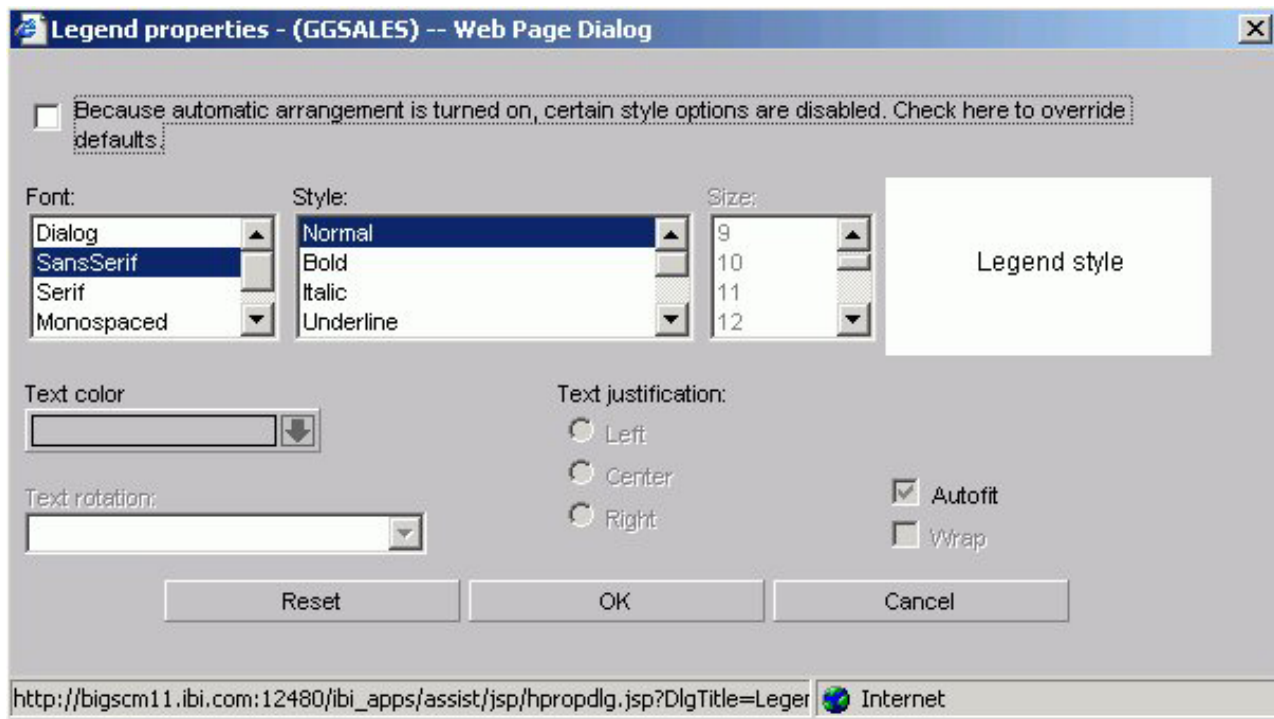 Legend properties - (GGSALES) -- Web Page Dialog
Because automatic arrangement is turned on, certain style options are disabled. Check here to override
defaults.
Font:
Style:
Size:
Dialog
SansSerif
Serif
Monospaced
Normal
Bold
Italic
Underline
9
10
11
12
Legend style
Text color
Text justification:
Left
Center
Right
Text rotation:
Autofit
Wrap
Reset
OK
Cancel
http://bigscm11.ibi.com:12480/ibi_apps/assist/jsp/hpropdlg.jsp?DlgTitle=Leger
Internet